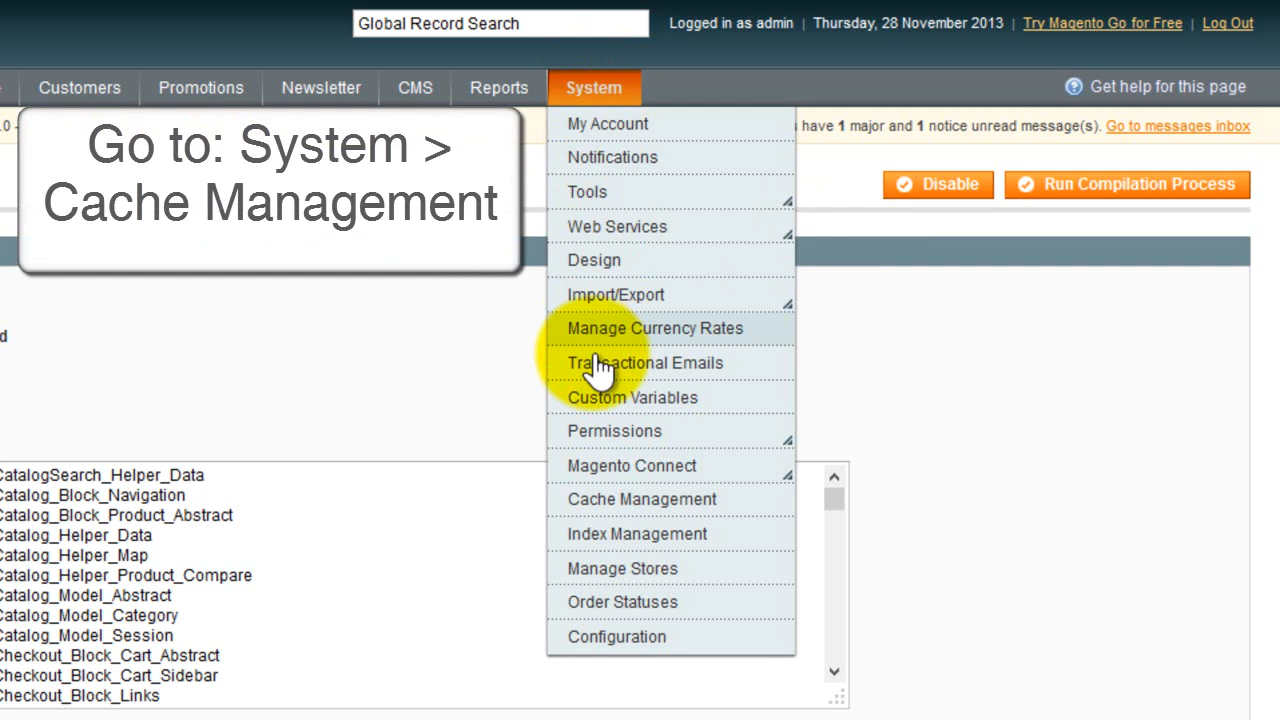 Global Record Search
Logged in as admin | Thursday, 28 November 2013 | Try Magento Go for Free | Log Out
Customers Promotions Newsletter CMS Reports System Get help for this page
.0 - have 1 major and 1 notice unread message(s). Go to messages inbox
Go to: System >
Cache Management
Disable Run Compilation Process
My Account
Notifications
Tools
Web Services
Design
Import/Export
Manage Currency Rates
Transactional Emails
Custom Variables
Permissions
Magento Connect
Cache Management
Index Management
Manage Stores
Order Statuses
Configuration
d
CatalogSearch_Helper_Data
Catalog_Block_Navigation
Catalog_Block_Product_Abstract
Catalog_Helper_Data
Catalog_Helper_Map
Catalog_Helper_Product_Compare
Catalog_Model_Abstract
Catalog_Model_Category
Catalog_Model_Session
Checkout_Block_Cart_Abstract
Checkout_Block_Cart_Sidebar
Checkout_Block_Links